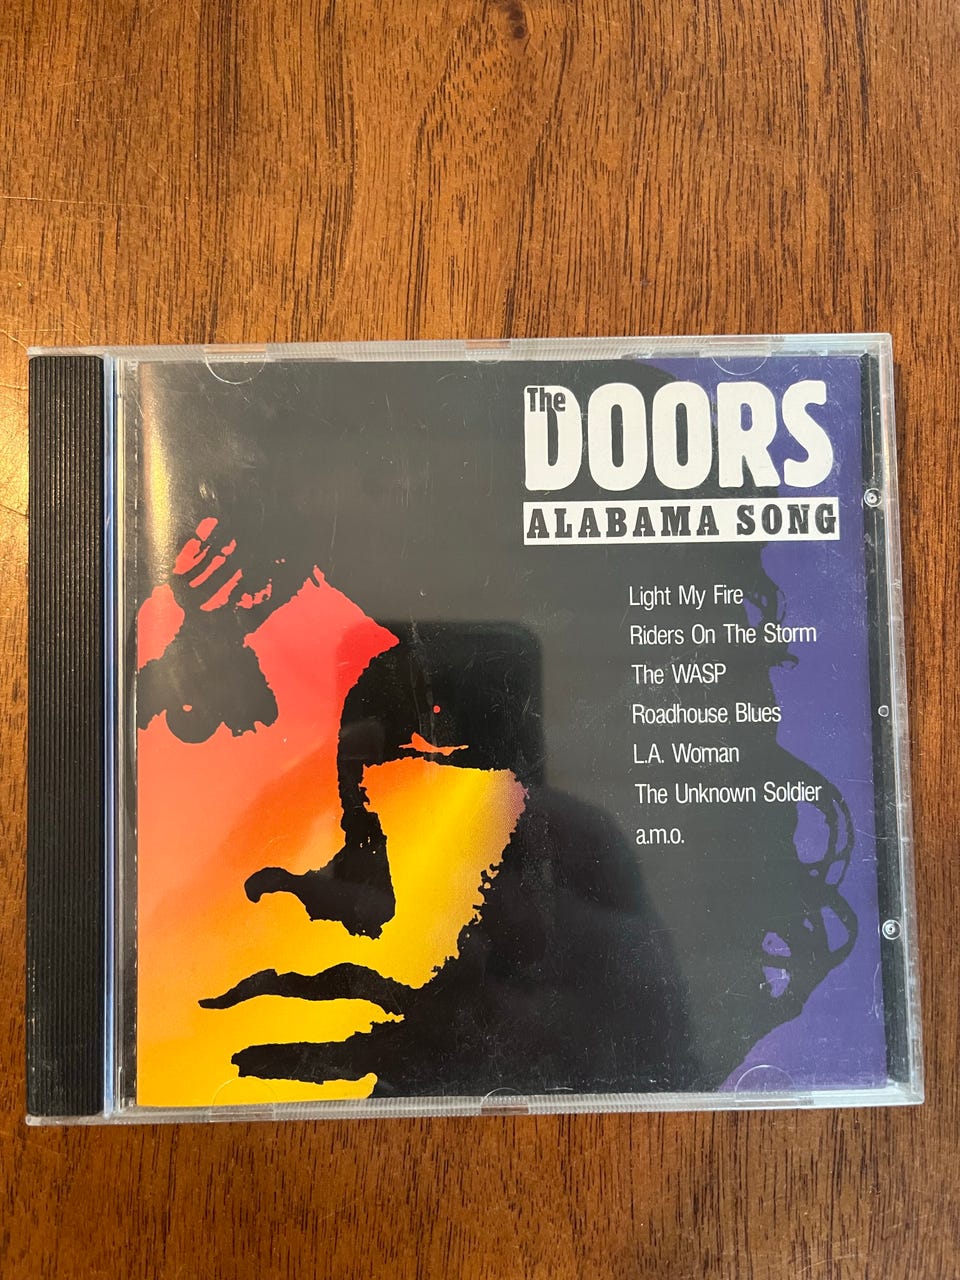 The
DOORS
ALABAMA SONG
Light My Fire
Riders On The Storm
The WASP
Roadhouse Blues
L.A. Woman
The Unknown Soldier
a.m.o.